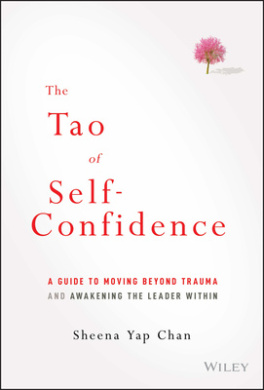 The
Tao
of
Self-
Confidence
A GUIDE TO MOVING BEYOND TRAUMA
AND AWAKENING THE LEADER WITHIN
Sheena Yap Chan
WILEY